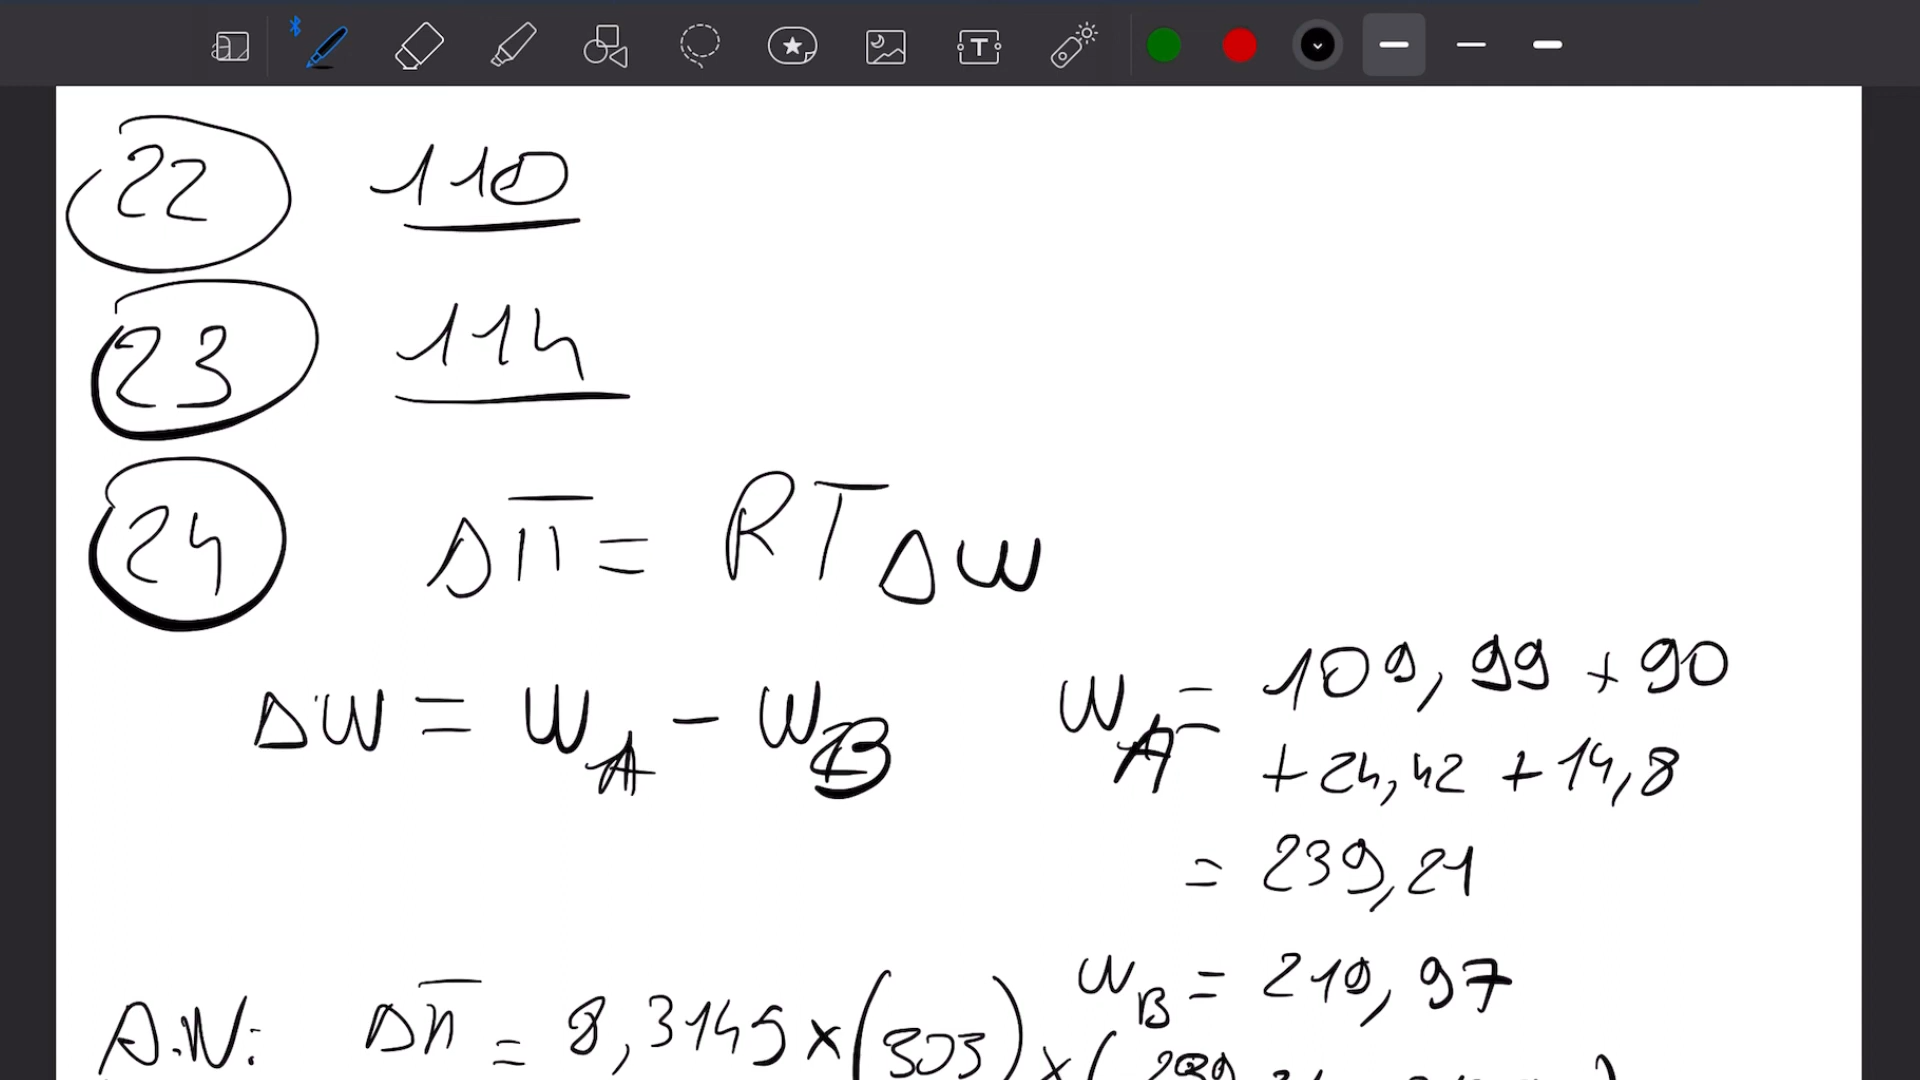 22 110
23 114
24 Δπ = RTΔW
ΔW = W_A - W_B
W_A = 109,99 + 90
+ 24,42 + 14,8
= 239,21
W_B = 219,97
A.N: Δπ = 8,3145 × (303) × (